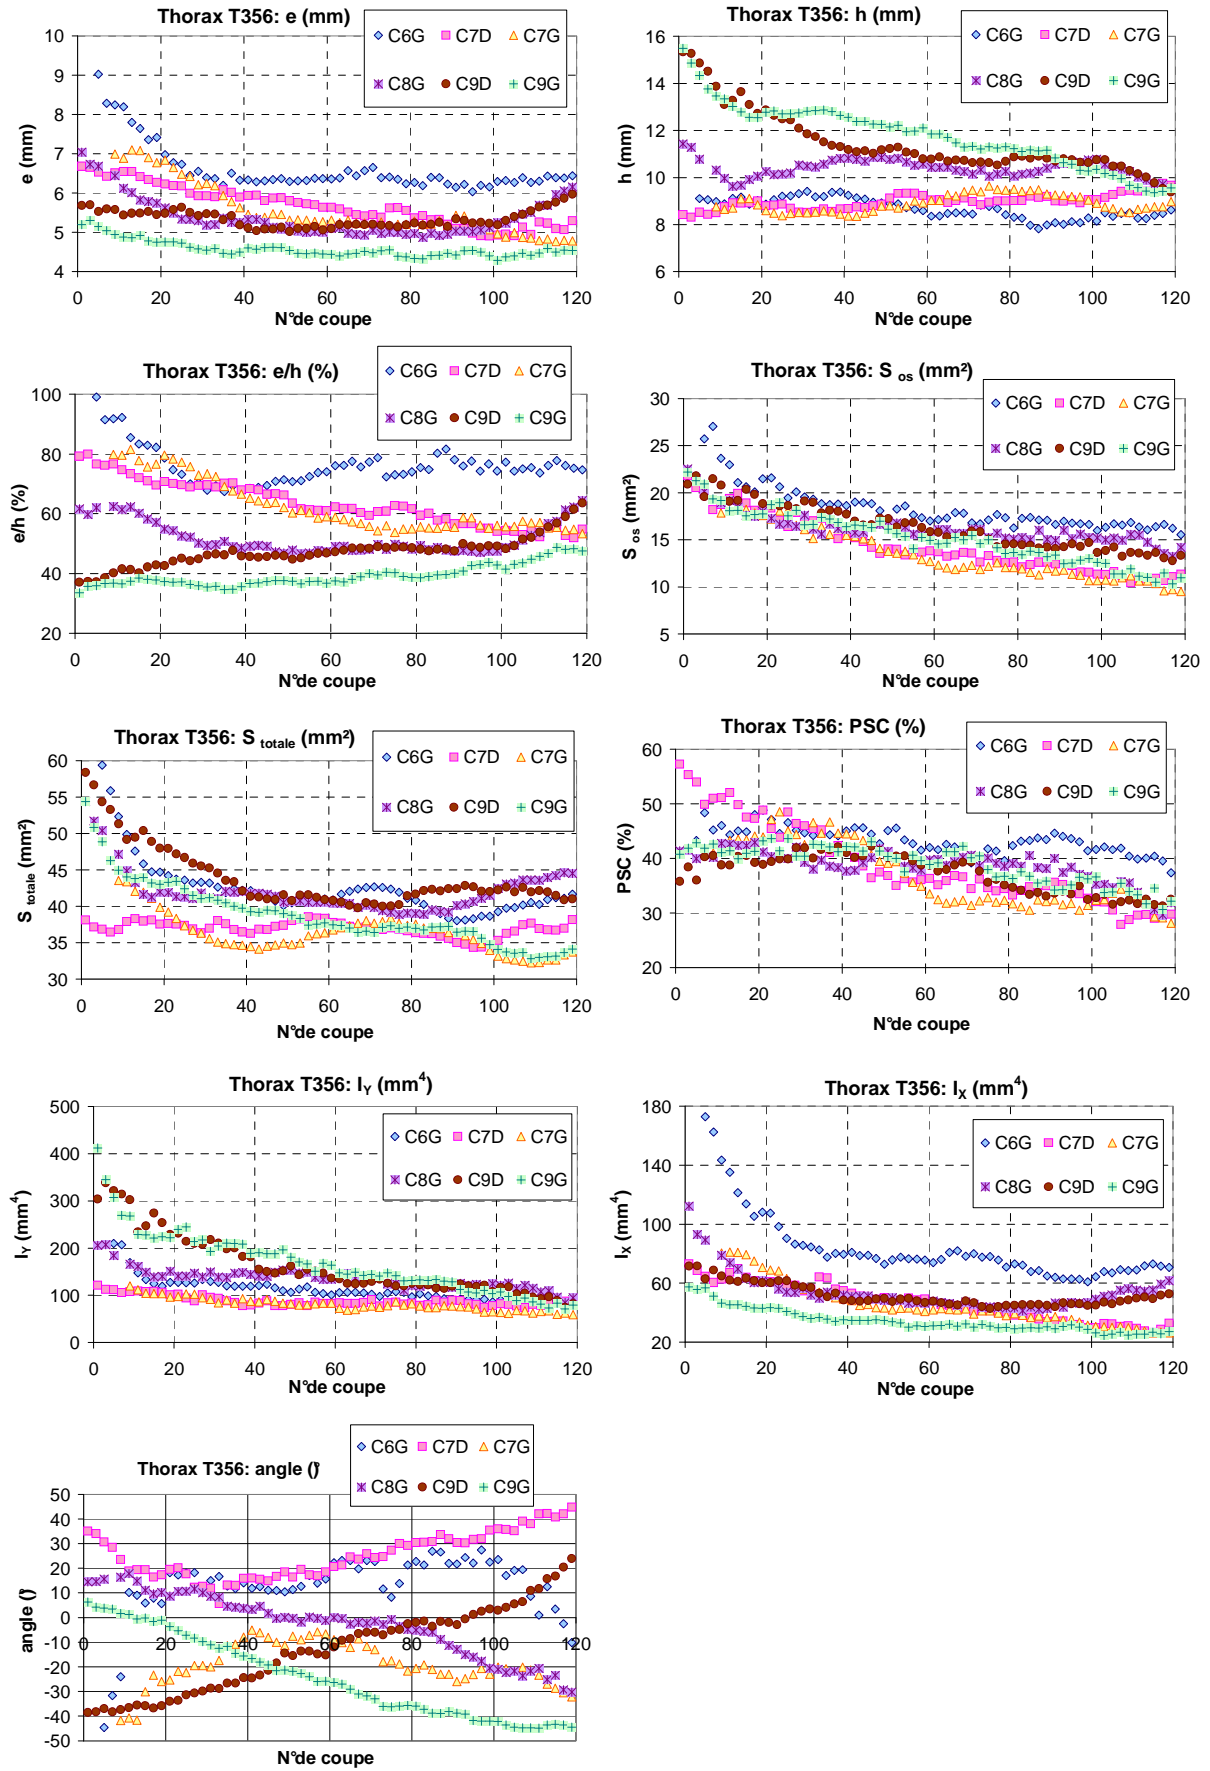 Thorax T356: e (mm)
C6G C7D C7G
C8G C9D C9G
10
9
8
7
6
5
4
e (mm)
0 20 40 60 80 100 120
N°de coupe
Thorax T356: h (mm)
C6G C7D C7G
C8G C9D C9G
16
14
12
10
8
6
h (mm)
0 20 40 60 80 100 120
N°de coupe
Thorax T356: e/h (%)
C6G C7D C7G
C8G C9D C9G
100
80
60
40
20
e/h (%)
0 20 40 60 80 100 120
N°de coupe
Thorax T356: S os (mm²)
C6G C7D C7G
C8G C9D C9G
30
25
20
15
10
5
S os (mm²)
0 20 40 60 80 100 120
N°de coupe
Thorax T356: S totale (mm²)
C6G C7D C7G
C8G C9D C9G
60
55
50
45
40
35
30
S totale (mm²)
0 20 40 60 80 100 120
N°de coupe
Thorax T356: PSC (%)
C6G C7D C7G
C8G C9D C9G
60
50
40
30
20
PSC (%)
0 20 40 60 80 100 120
N°de coupe
Thorax T356: IY (mm4)
C6G C7D C7G
C8G C9D C9G
500
400
300
200
100
0
IY (mm4)
0 20 40 60 80 100 120
N°de coupe
Thorax T356: IX (mm4)
C6G C7D C7G
C8G C9D C9G
180
140
100
60
20
IX (mm4)
0 20 40 60 80 100 120
N°de coupe
Thorax T356: angle (°)
C6G C7D C7G
C8G C9D C9G
50
40
30
20
10
0
-10
-20
-30
-40
-50
angle (°)
0 20 40 60 80 100 120
N°de coupe